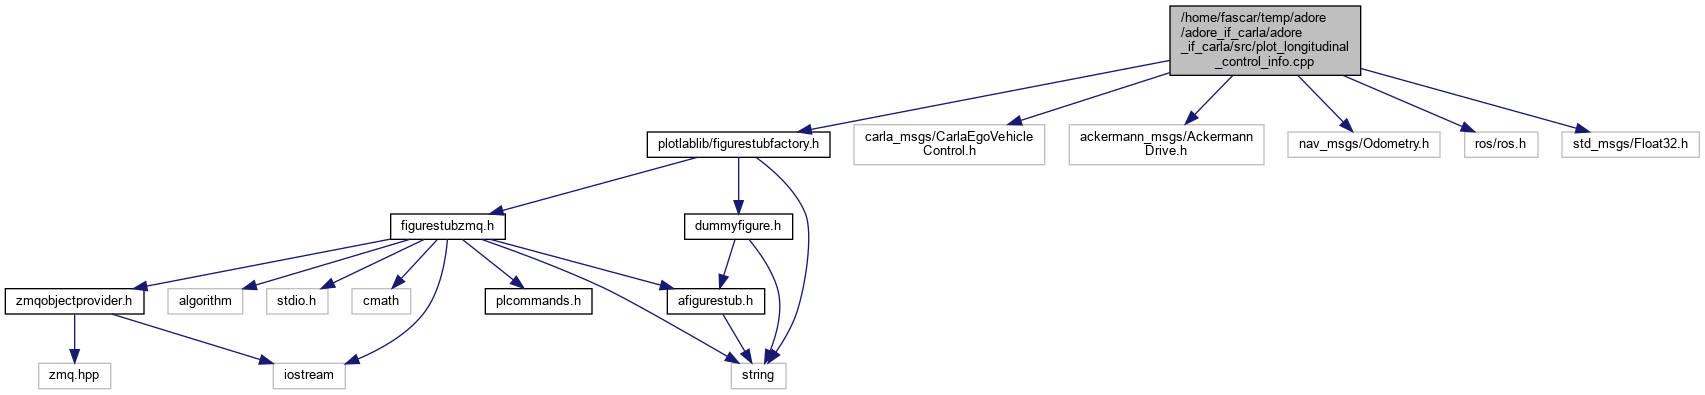 /home/fascar/temp/adore
/adore_if_carla/adore
_if_carla/src/plot_longitudinal
_control_info.cpp
plotlablib/figurestubfactory.h
carla_msgs/CarlaEgoVehicle
Control.h
ackermann_msgs/Ackermann
Drive.h
nav_msgs/Odometry.h
ros/ros.h
std_msgs/Float32.h
figurestubzmq.h
dummyfigure.h
zmqobjectprovider.h
algorithm
stdio.h
cmath
plcommands.h
afigurestub.h
zmq.hpp
iostream
string